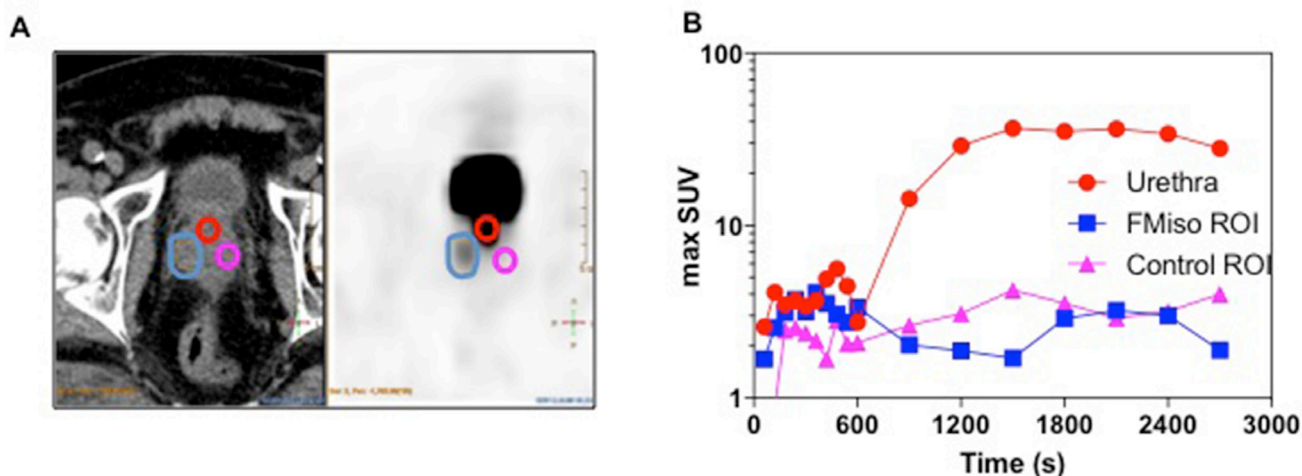 A
B
100
10
1
max SUV
Urethra
FMiso ROI
Control ROI
0 600 1200 1800 2400 3000
Time (s)